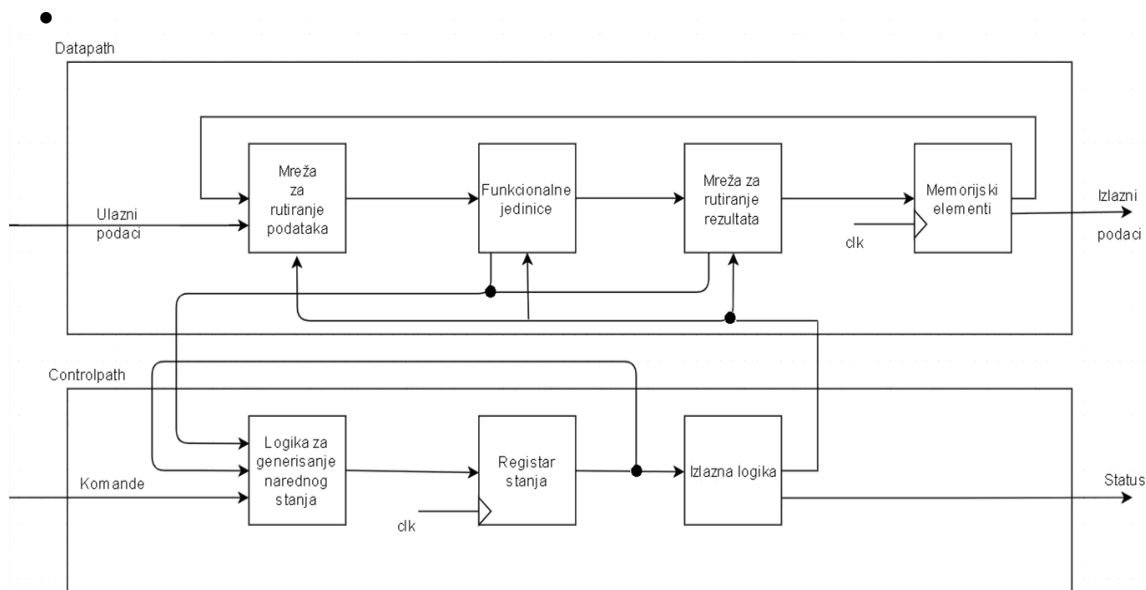 Datapath
Mreža
za
rutiranje
podataka
Funkcionalne
jedinice
Mreža za
rutiranje
rezultata
Memorijski
elementi
Ulazni
podaci
clk
Izlazni
podaci
Controlpath
Logika za
generisanje
narednog
stanja
Registar
stanja
Izlazna logika
Komande
clk
Status